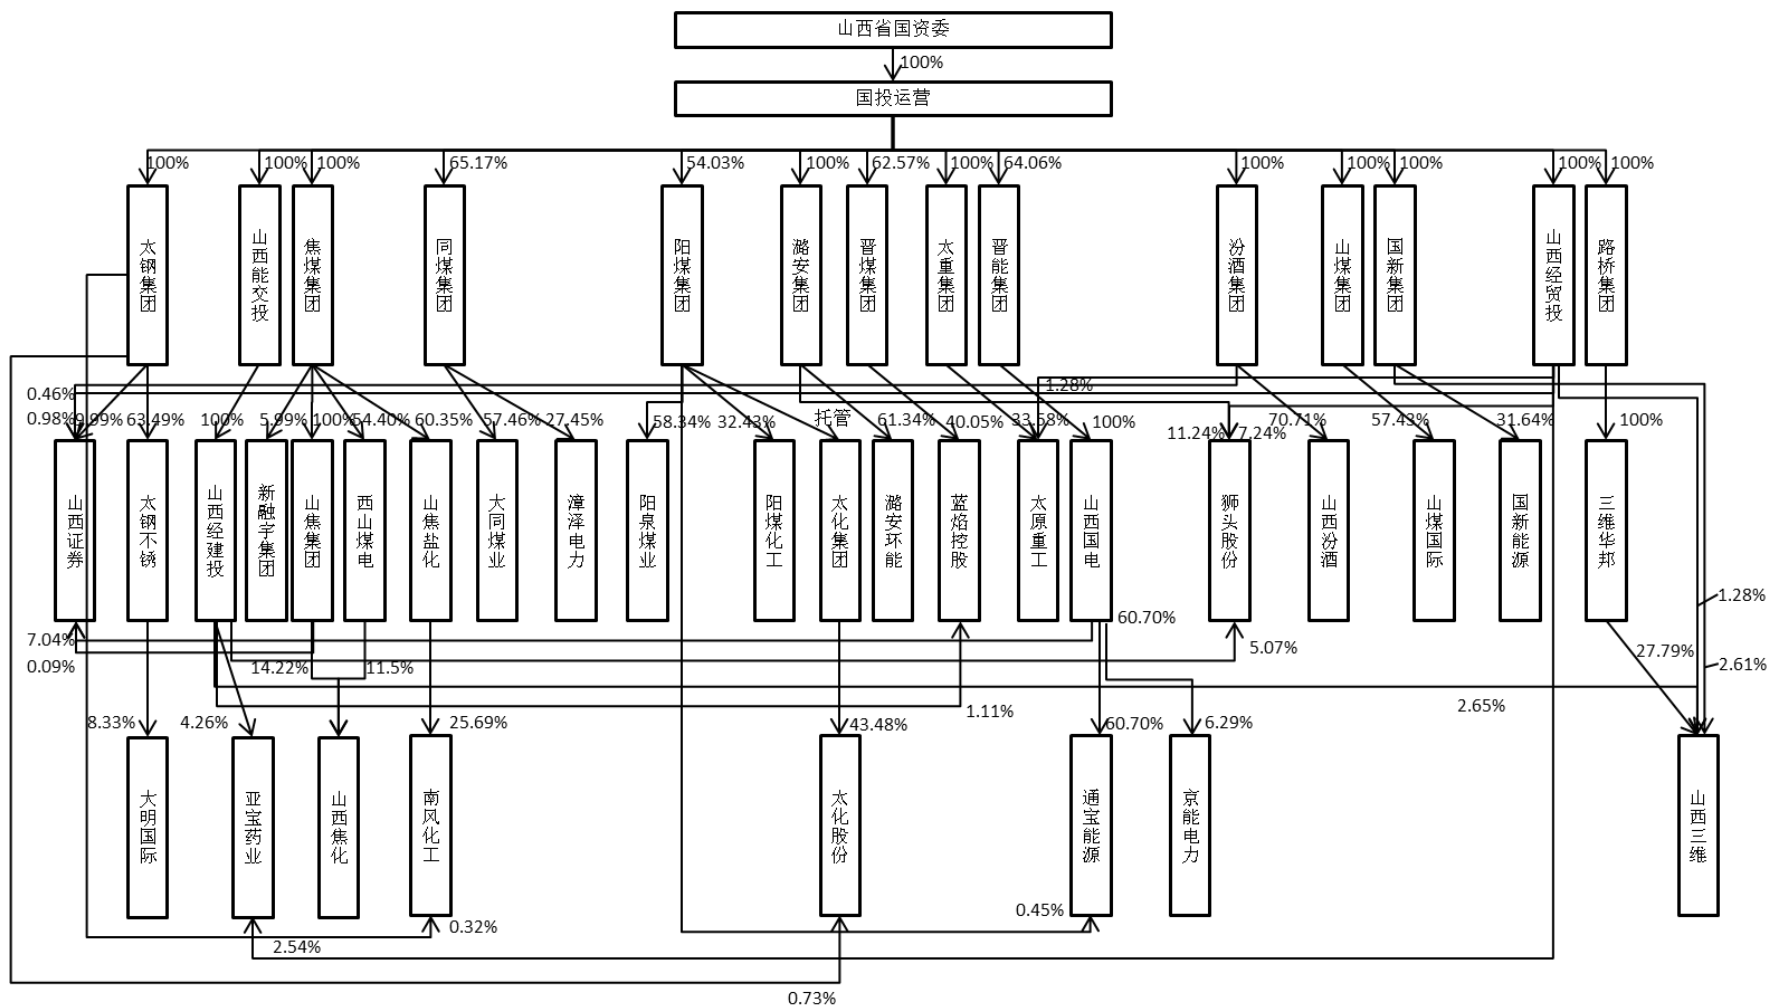 山西省国资委
100%
国投运营
100%
100%
100%
65.17%
54.03%
100%
62.57%
100%
64.06%
100%
100%
100%
100%
100%
太钢集团
山西能交投
焦煤集团
同煤集团
阳煤集团
潞安集团
晋煤集团
太重集团
晋能集团
汾酒集团
山煤集团
国新集团
山西经贸投
路桥集团
0.46%
1.28%
0.98%
9.99%
63.49%
100%
5.99%
100%
54.40%
60.35%
57.46%
27.45%
58.34%
32.43%
托管
61.34%
40.05%
33.58%
100%
11.24%
7.24%
70.71%
57.43%
31.64%
100%
山西证券
太钢不锈
山西经建投
新融宇集团
山焦集团
西山煤电
山焦盐化
大同煤业
漳泽电力
阳泉煤业
阳煤化工
太化集团
潞安环能
蓝焰控股
太原重工
山西国电
狮头股份
山西汾酒
山煤国际
国新能源
三维华邦
1.28%
60.70%
7.04%
5.07%
27.79%
0.09%
14.22%
11.5%
2.61%
2.65%
1.11%
8.33%
4.26%
25.69%
43.48%
60.70%
6.29%
大明国际
亚宝药业
山西焦化
南风化工
太化股份
通宝能源
京能电力
山西三维
0.45%
0.32%
2.54%
0.73%